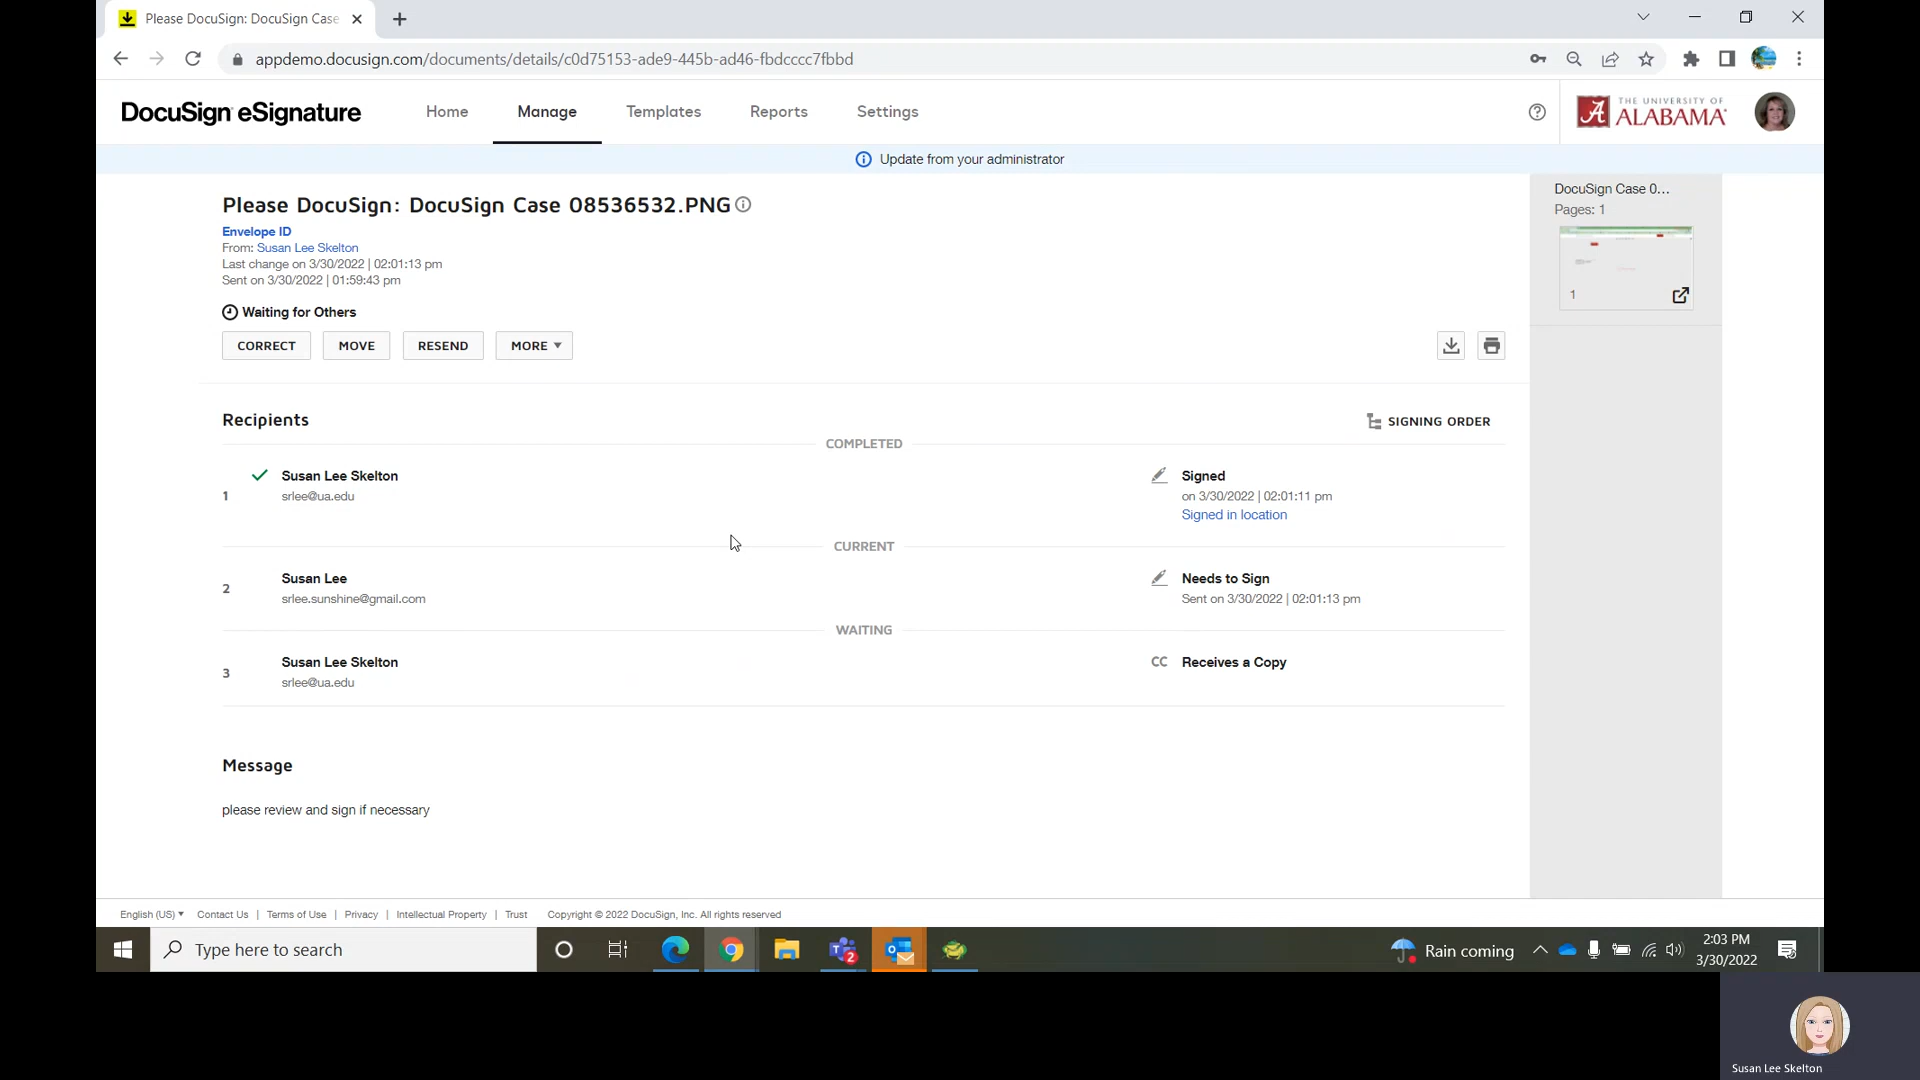 Please DocuSign: DocuSign Case
appdemo.docusign.com/documents/details/c0d75153-ade9-445b-ad46-fbdcccc7fbbd
DocuSign eSignature
Home
Manage
Templates
Reports
Settings
THE UNIVERSITY OF
ALABAMA
Update from your administrator
Please DocuSign: DocuSign Case 08536532.PNG
Envelope ID
From: Susan Lee Skelton
Last change on 3/30/2022 | 02:01:13 pm
Sent on 3/30/2022 | 01:59:43 pm
Waiting for Others
CORRECT
MOVE
RESEND
MORE
DocuSign Case 0...
Pages: 1
1
Recipients
SIGNING ORDER
COMPLETED
1
Susan Lee Skelton
srlee@ua.edu
Signed
on 3/30/2022 | 02:01:11 pm
Signed in location
CURRENT
2
Susan Lee
srlee.sunshine@gmail.com
Needs to Sign
Sent on 3/30/2022 | 02:01:13 pm
WAITING
3
Susan Lee Skelton
srlee@ua.edu
CC Receives a Copy
Message
please review and sign if necessary
English (US) Contact Us | Terms of Use | Privacy | Intellectual Property | Trust Copyright © 2022 DocuSign, Inc. All rights reserved
Type here to search
2
Rain coming
2:03 PM
3/30/2022
Susan Lee Skelton